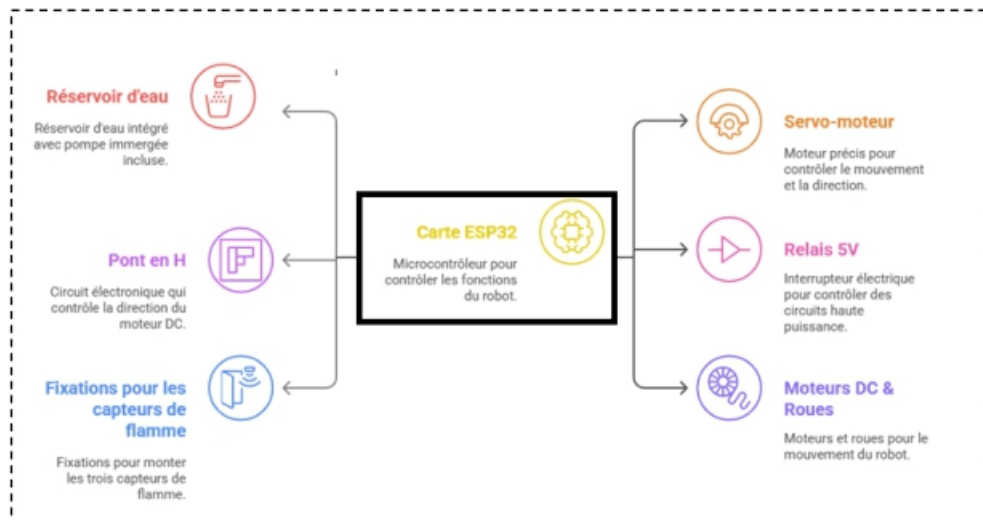 Réservoir d'eau
Réservoir d'eau intégré
avec pompe immergée
incluse.
Pont en H
Circuit électronique qui
contrôle la direction du
moteur DC.
Fixations pour les
capteurs de
flamme
Fixations pour monter
les trois capteurs de
flamme.
Carte ESP32
Microcontrôleur pour
contrôler les fonctions
du robot.
Servo-moteur
Moteur précis pour
contrôler le mouvement
et la direction.
Relais 5V
Interrupteur électrique
pour contrôler des
circuits haute
puissance.
Moteurs DC &
Roues
Moteurs et roues pour le
mouvement du robot.